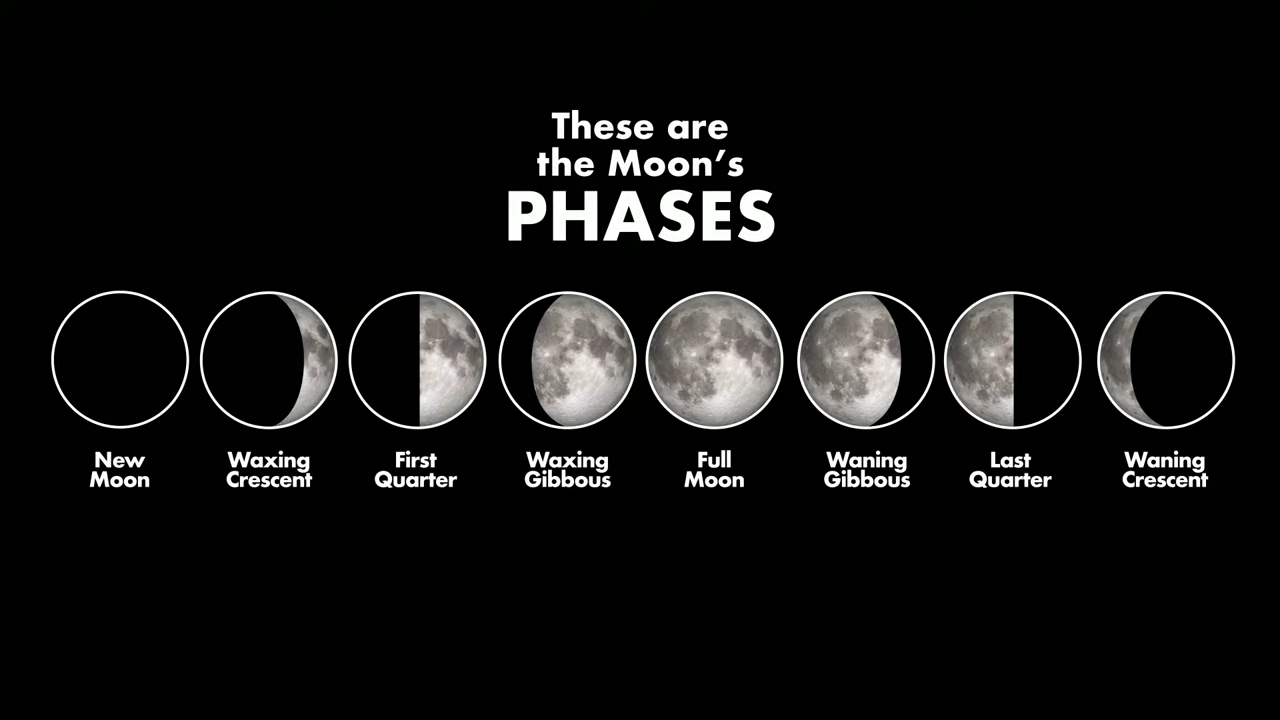 These are
the Moon's
PHASES
New
Moon
Waxing
Crescent
First
Quarter
Waxing
Gibbous
Full
Moon
Waning
Gibbous
Last
Quarter
Waning
Crescent